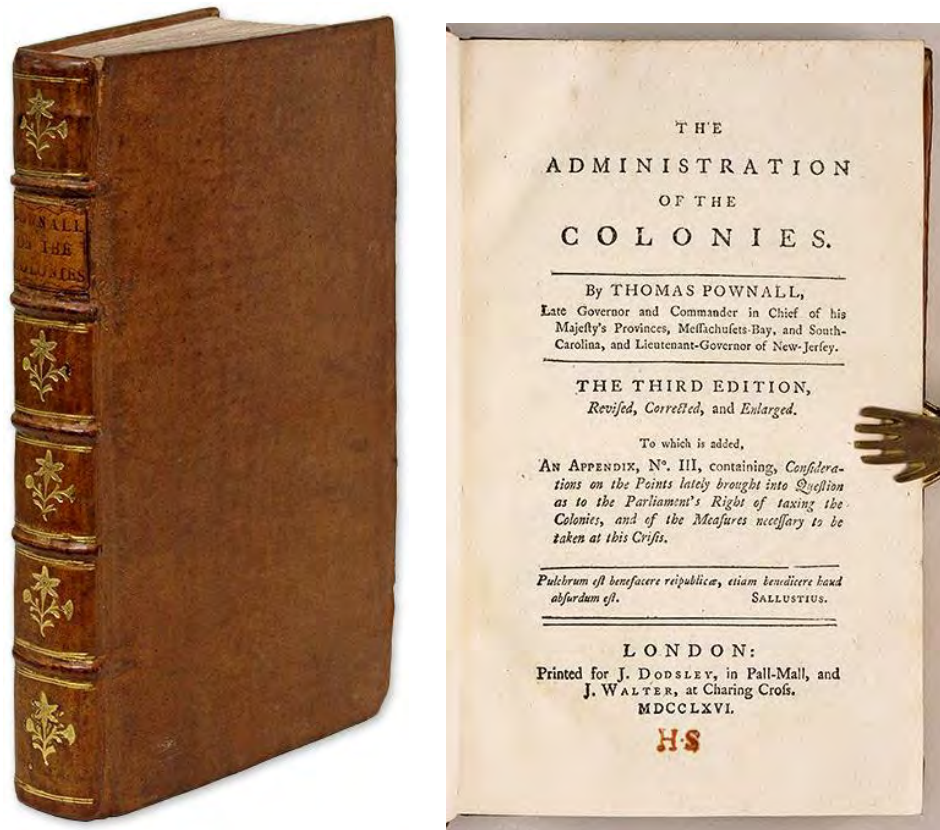 POWNALL
ON THE
COLONIES
THE
ADMINISTRATION
OF THE
COLONIES.
By THOMAS POWNALL,
Late Governor and Commander in Chief of his
Majeſty's Provinces, Meſſachuſets-Bay, and South-
Carolina, and Lieutenant-Governor of New-Jerſey.
THE THIRD EDITION,
Reviſed, Corrected, and Enlarged.
To which is added,
AN APPENDIX, Nº. III, containing, Conſidera-
tions on the Points lately brought into Queſtion
as to the Parliament's Right of taxing the
Colonies, and of the Meaſures neceſſary to be
taken at this Criſis.
Pulchrum eſt benefacere reipublicæ, etiam benedicere haud
abſurdum eſt. SALLUSTIUS.
LONDON:
Printed for J. DODSLEY, in Pall-Mall, and
J. WALTER, at Charing Croſs.
MDCCLXVI.
H·S